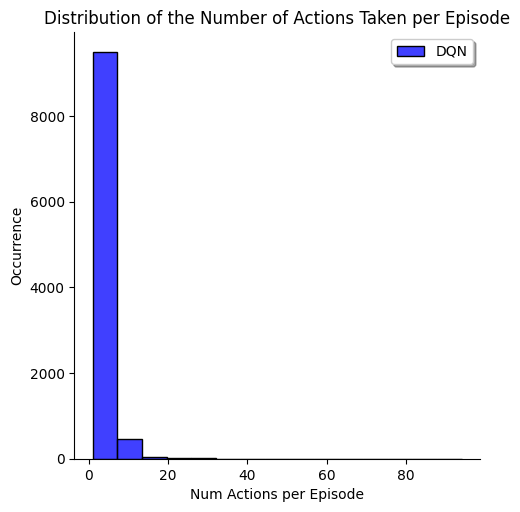 Distribution of the Number of Actions Taken per Episode
DQN
8000
6000
4000
2000
0
Occurrence
0 20 40 60 80
Num Actions per Episode